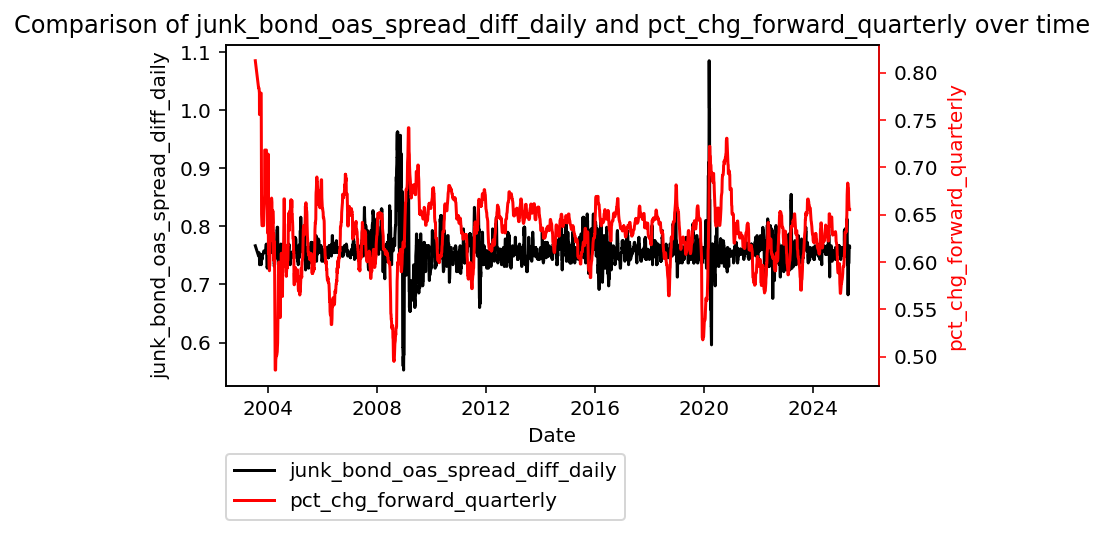 Comparison of junk_bond_oas_spread_diff_daily and pct_chg_forward_quarterly over time
junk_bond_oas_spread_diff_daily
1.1
1.0
0.9
0.8
0.7
0.6
0.80
0.75
0.70
0.65
0.60
0.55
0.50
pct_chg_forward_quarterly
2004 2008 2012 2016 2020 2024
Date
junk_bond_oas_spread_diff_daily
pct_chg_forward_quarterly